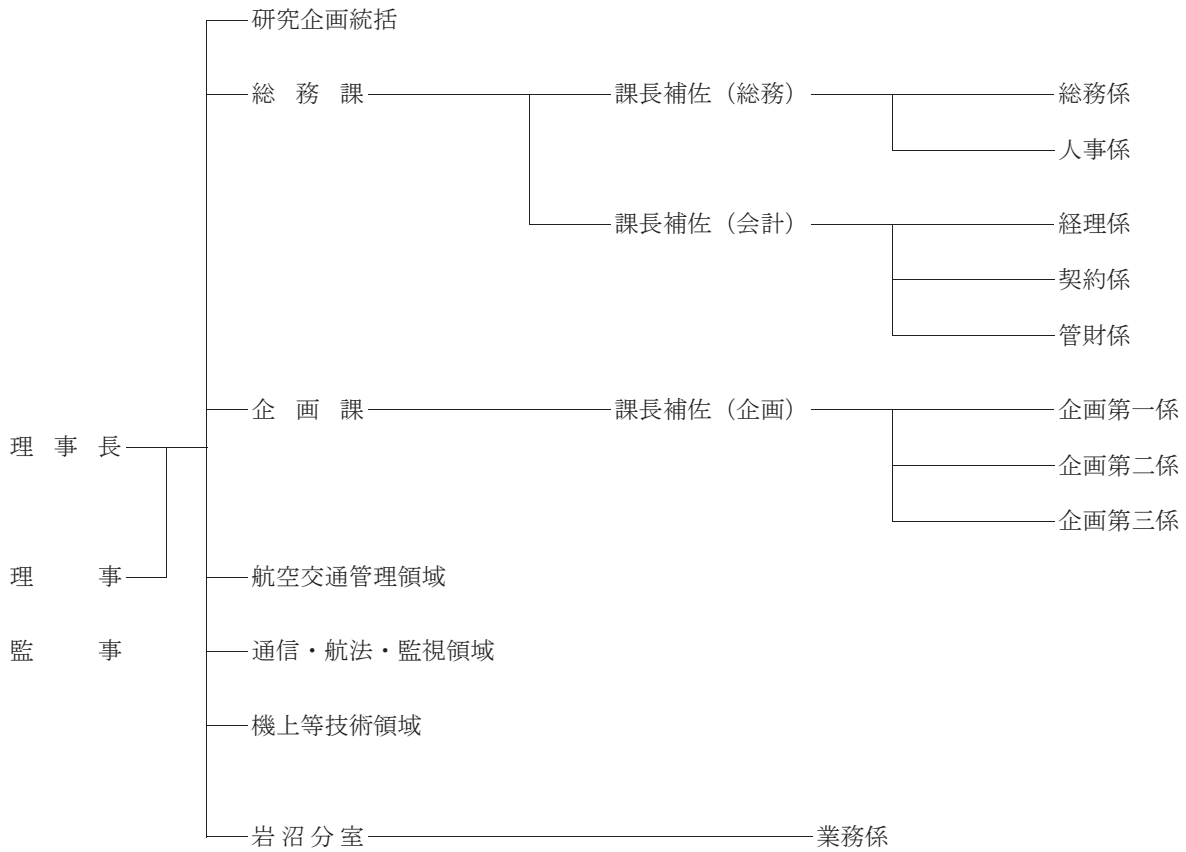 研究企画統括
総務課 課長補佐（総務） 総務係
人事係
課長補佐（会計） 経理係
契約係
管財係
企画課 課長補佐（企画） 企画第一係
理事長
企画第二係
企画第三係
理事 航空交通管理領域
監事 通信・航法・監視領域
機上等技術領域
岩沼分室 業務係